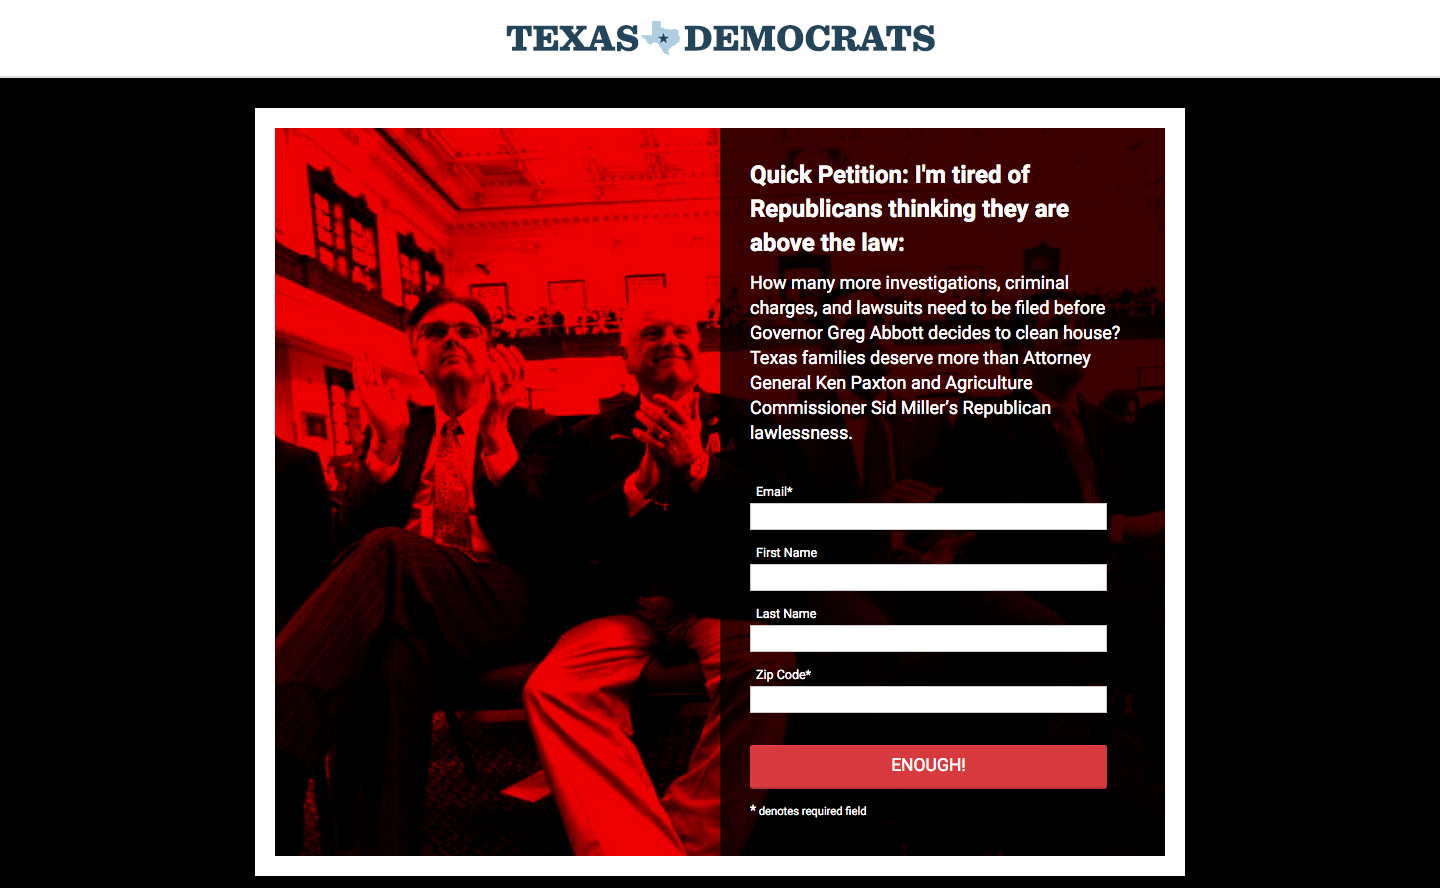 TEXAS DEMOCRATS
Quick Petition: I'm tired of
Republicans thinking they are
above the law:
How many more investigations, criminal
charges, and lawsuits need to be filed before
Governor Greg Abbott decides to clean house?
Texas families deserve more than Attorney
General Ken Paxton and Agriculture
Commissioner Sid Miller’s Republican
lawlessness.
Email*
First Name
Last Name
Zip Code*
ENOUGH!
* denotes required field